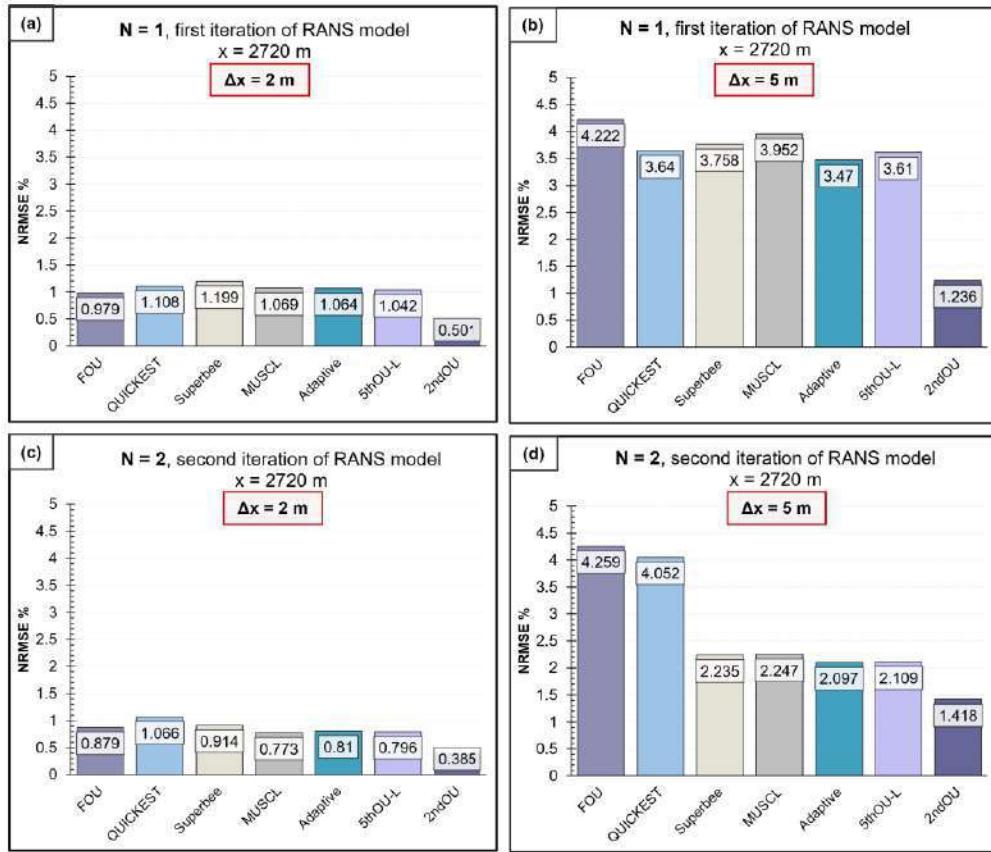 (a)
N = 1, first iteration of RANS model
x = 2720 m
Δx = 2 m
NRMSE %
5
4.5
4
3.5
3
2.5
2
1.5
1
0.5
0
0.979
1.108
1.199
1.069
1.064
1.042
0.501
FOU
QUICKEST
Superbee
MUSCL
Adaptive
5thOU-L
2ndOU
(b)
N = 1, first iteration of RANS model
x = 2720 m
Δx = 5 m
NRMSE %
5
4.5
4
3.5
3
2.5
2
1.5
1
0.5
0
4.222
3.64
3.758
3.952
3.47
3.61
1.236
FOU
QUICKEST
Superbee
MUSCL
Adaptive
5thOU-L
2ndOU
(c)
N = 2, second iteration of RANS model
x = 2720 m
Δx = 2 m
NRMSE %
5
4.5
4
3.5
3
2.5
2
1.5
1
0.5
0
0.879
1.066
0.914
0.773
0.81
0.796
0.385
FOU
QUICKEST
Superbee
MUSCL
Adaptive
5thOU-L
2ndOU
(d)
N = 2, second iteration of RANS model
x = 2720 m
Δx = 5 m
NRMSE %
5
4.5
4
3.5
3
2.5
2
1.5
1
0.5
0
4.259
4.052
2.235
2.247
2.097
2.109
1.418
FOU
QUICKEST
Superbee
MUSCL
Adaptive
5thOU-L
2ndOU